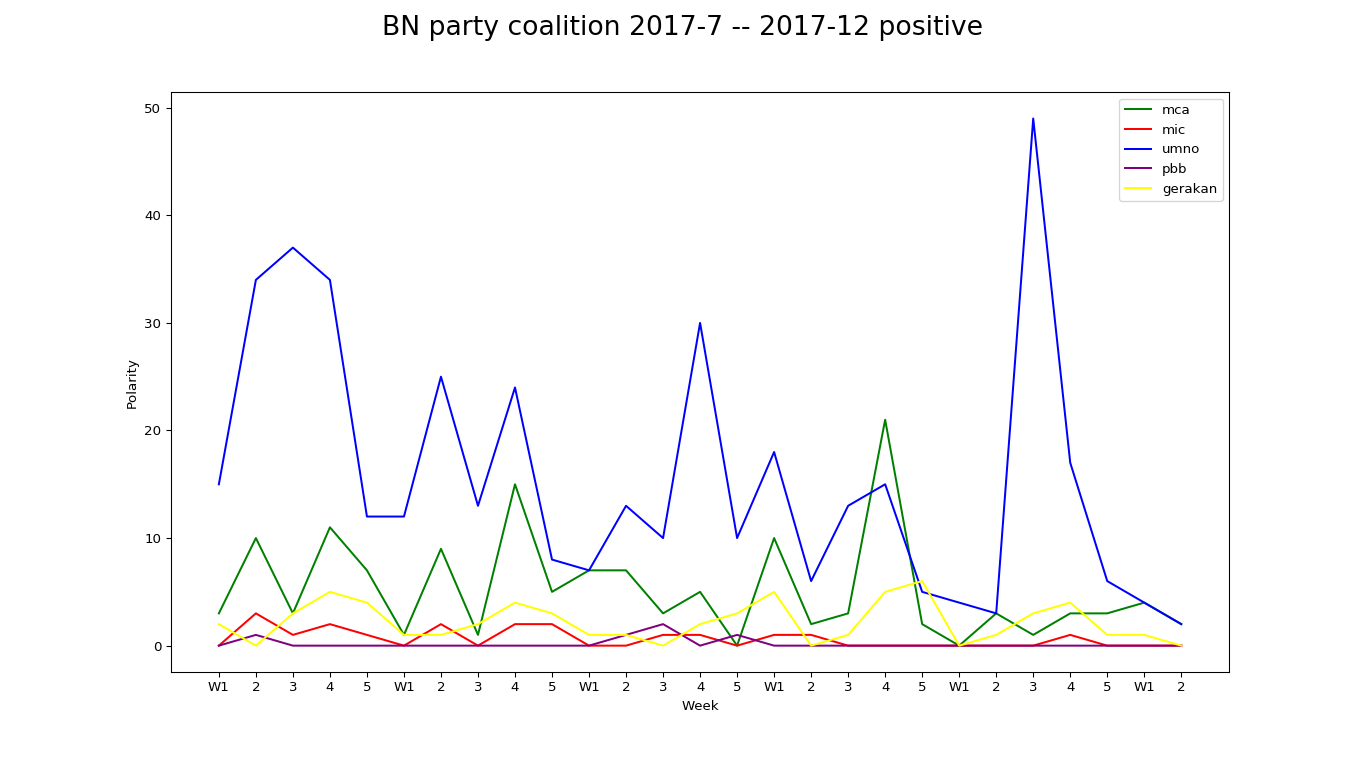 BN party coalition 2017-7 -- 2017-12 positive
mca
mic
umno
pbb
gerakan
50
40
30
20
10
0
Polarity
W1 2 3 4 5 W1 2 3 4 5 W1 2 3 4 5 W1 2 3 4 5 W1 2 3 4 5 W1 2
Week